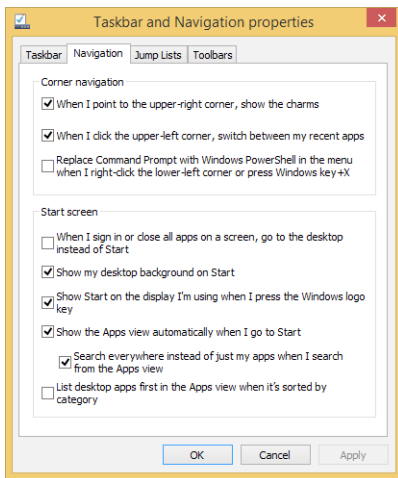 Taskbar and Navigation properties
Taskbar Navigation Jump Lists Toolbars
Corner navigation
When I point to the upper-right corner, show the charms
When I click the upper-left corner, switch between my recent apps
Replace Command Prompt with Windows PowerShell in the menu
when I right-click the lower-left corner or press Windows key+X
Start screen
When I sign in or close all apps on a screen, go to the desktop
instead of Start
Show my desktop background on Start
Show Start on the display I'm using when I press the Windows logo
key
Show the Apps view automatically when I go to Start
Search everywhere instead of just my apps when I search
from the Apps view
List desktop apps first in the Apps view when it's sorted by
category
OK Cancel Apply